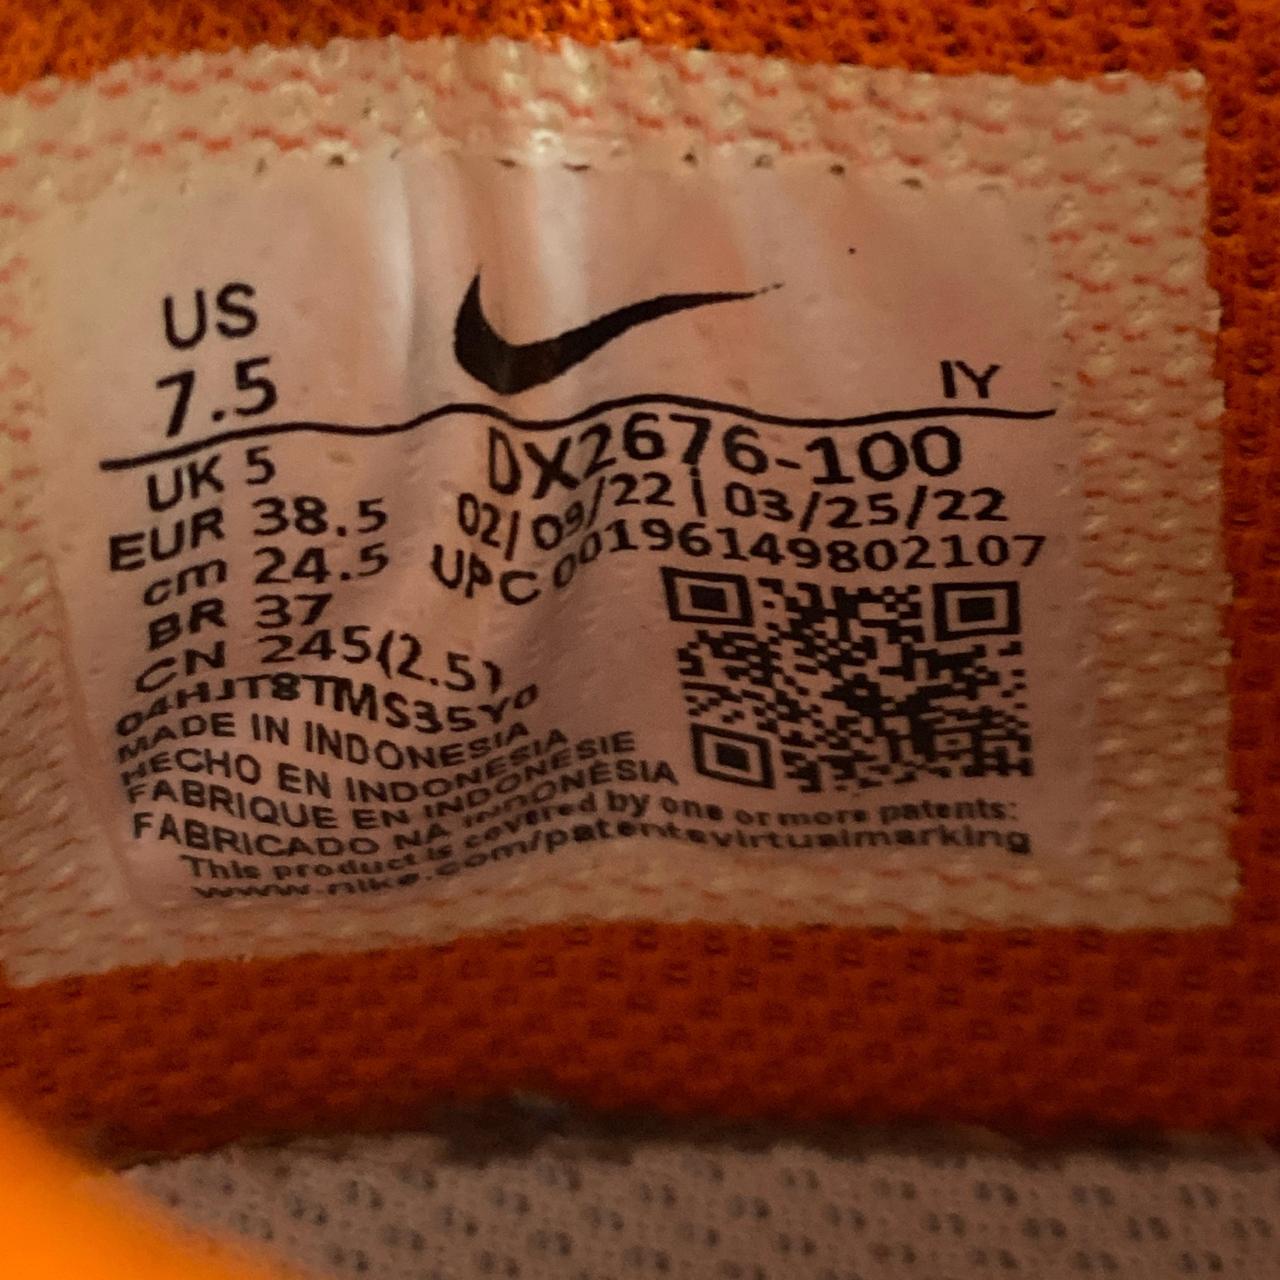 US
7.5
IY
UK 5
EUR 38.5
cm 24.5
BR 37
CN 245(2.5)
DX2676-100
02/09/22 | 03/25/22
UPC 00196149802107
04HJT8TMS35Y0
MADE IN INDONESIA
HECHO EN INDONESIA
FABRIQUE EN INDONÉSIE
FABRICADO NA INDONÉSIA
This product is covered by one or more patents:
www.nike.com/patentsvirtualmarking